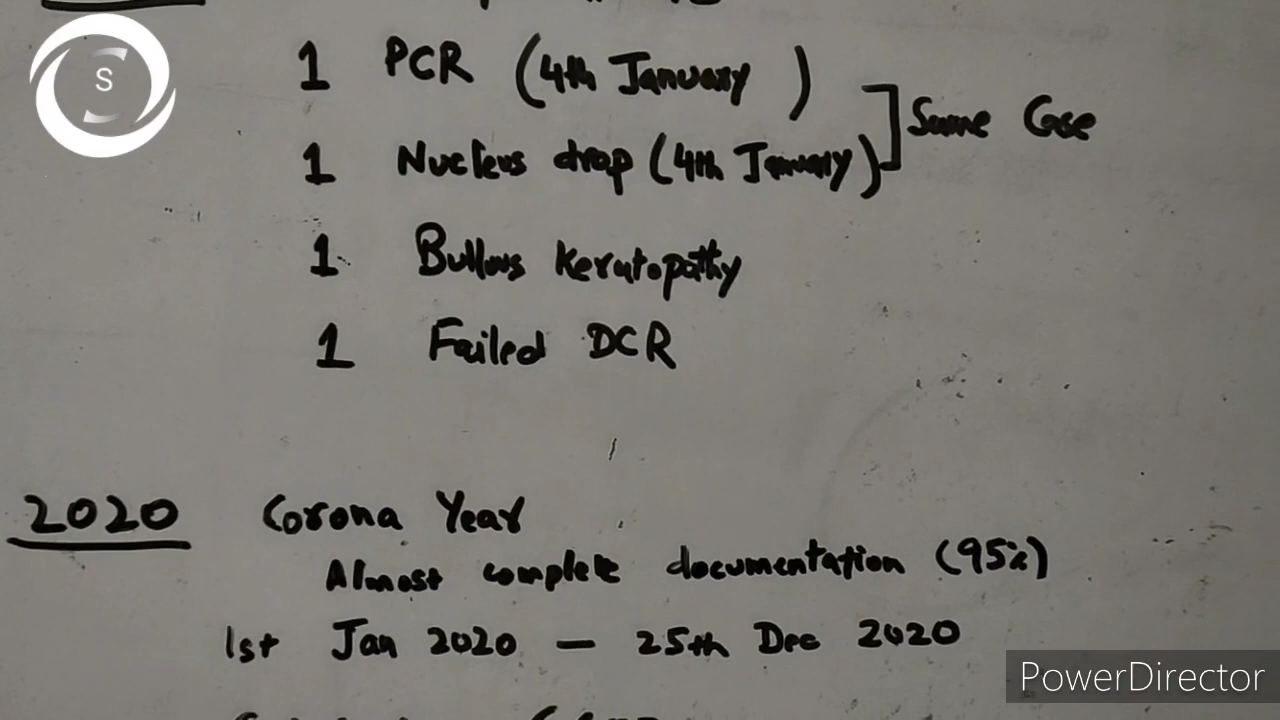 S
1 PCR (4th January )
1 Nucleus drop (4th January) ] Same Case
1 Bullous Keratopathy
1 Failed DCR
2020 Corona Year
Almost complete documentation (95%)
1st Jan 2020 — 25th Dec 2020
PowerDirector